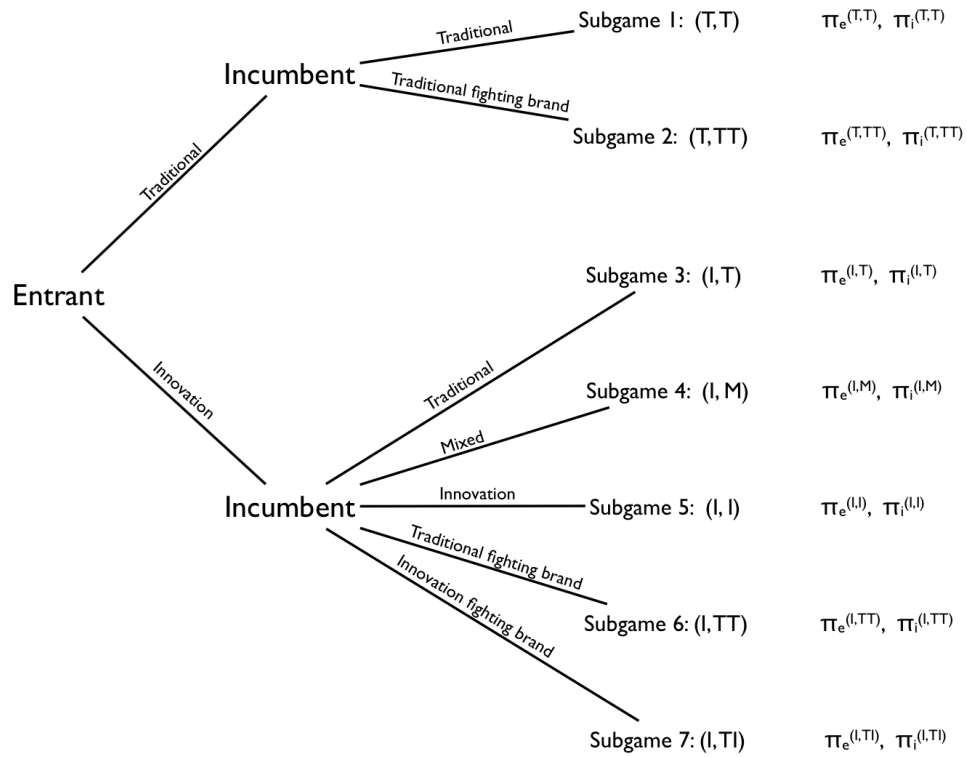 Traditional
Subgame 1: (T,T) πe(T,T), πi(T,T)
Incumbent
Traditional fighting brand
Subgame 2: (T,TT) πe(T,TT), πi(T,TT)
Traditional
Entrant
Innovation
Subgame 3: (I,T) πe(I,T), πi(I,T)
Traditional
Subgame 4: (I, M) πe(I,M), πi(I,M)
Mixed
Incumbent
Innovation
Subgame 5: (I, I) πe(I,I), πi(I,I)
Traditional fighting brand
Subgame 6: (I,TT) πe(I,TT), πi(I,TT)
Innovation fighting brand
Subgame 7: (I,TI) πe(I,TI), πi(I,TI)